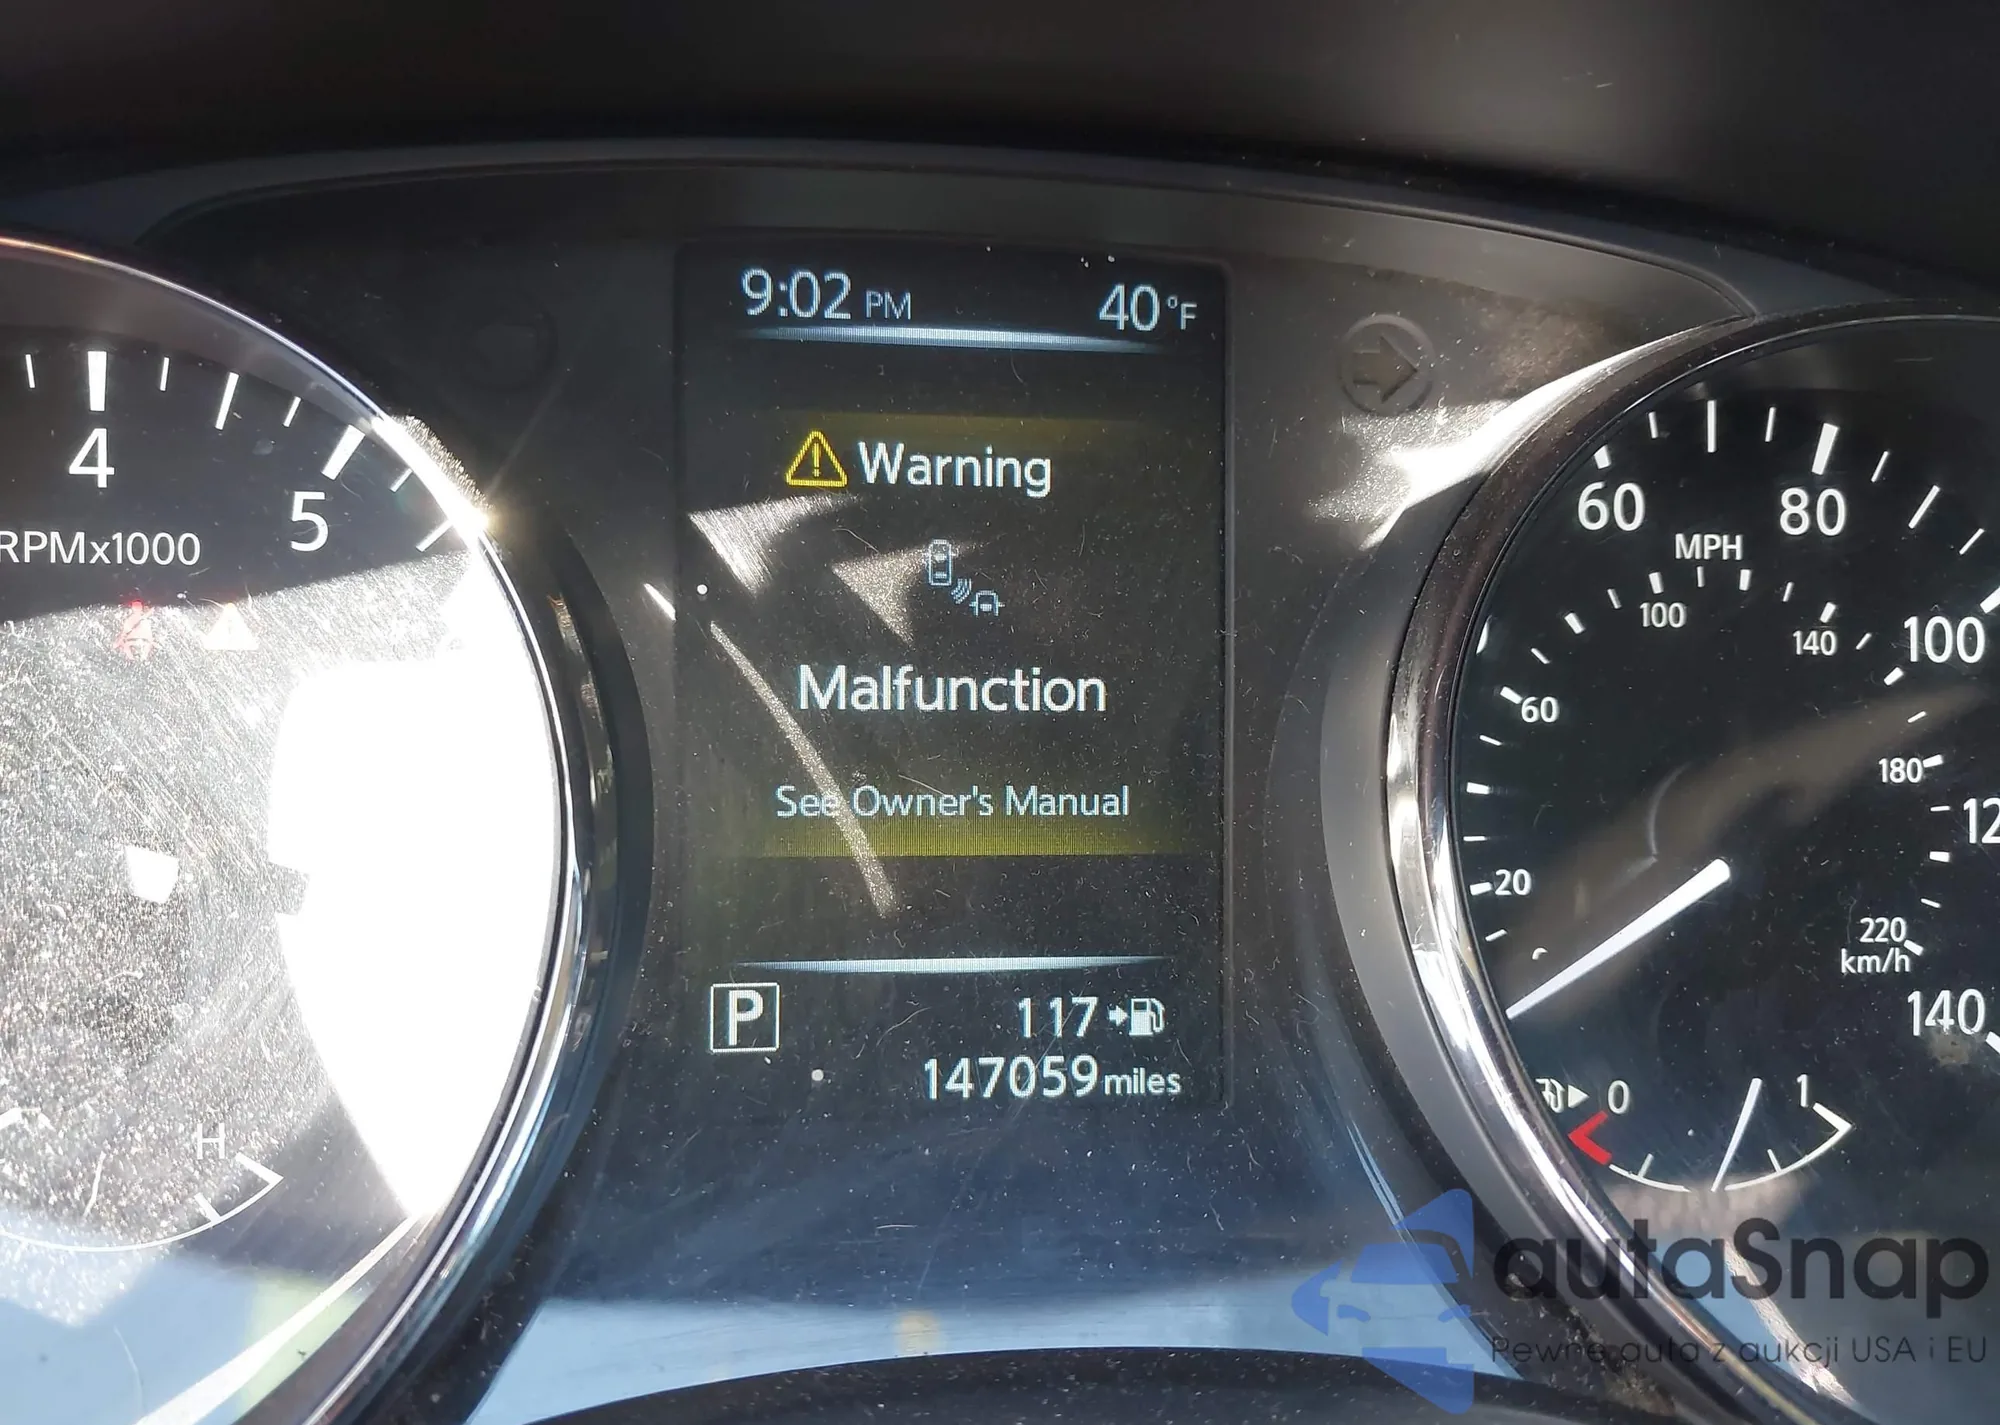 9:02 PM 40°F
Warning
Malfunction
See Owner's Manual
P 117
147059 miles
4
5
RPMx1000
H
60 80
MPH
100 140 100
60
180
20
220
km/h
140
0 1
autaSnap
Pewne auta z aukcji USA i EU